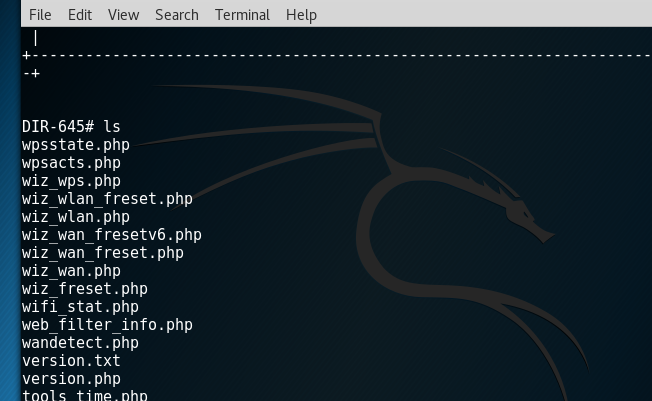 File Edit View Search Terminal Help
|
+----------------------------------------------------------------------
-+
DIR-645# ls
wpsstate.php
wpsacts.php
wiz_wps.php
wiz_wlan_freset.php
wiz_wlan.php
wiz_wan_fresetv6.php
wiz_wan_freset.php
wiz_wan.php
wiz_freset.php
wifi_stat.php
web_filter_info.php
wandetect.php
version.txt
version.php
tools_time.php